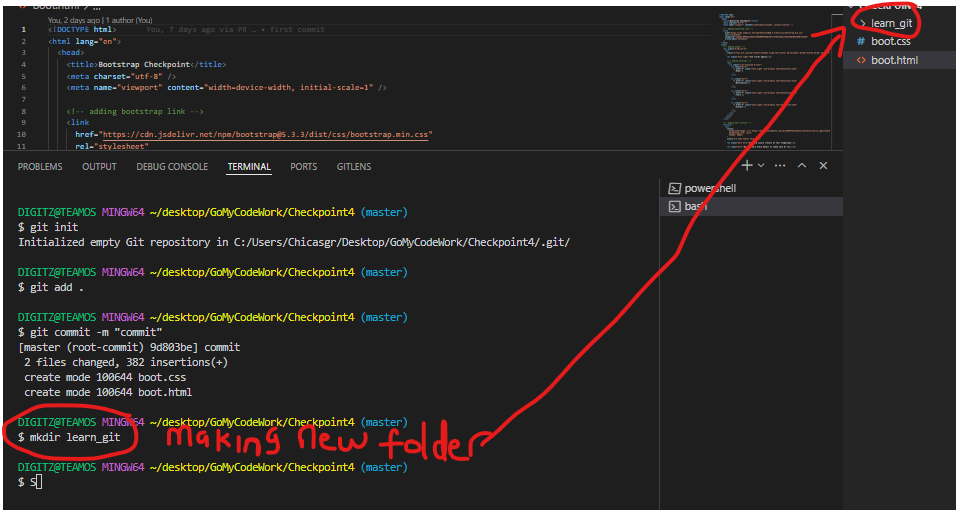 boot.html > ...
You, 2 days ago | 1 author (You)
1 <!DOCTYPE html> You, 7 days ago via PR … • first commit
2 <html lang="en">
3 <head>
4 <title>Bootstrap Checkpoint</title>
5 <meta charset="utf-8" />
6 <meta name="viewport" content="width=device-width, initial-scale=1" />
7
8 <!-- adding bootstrap link -->
9 <link
10 href="https://cdn.jsdelivr.net/npm/bootstrap@5.3.3/dist/css/bootstrap.min.css"
11 rel="stylesheet"
learn_git
# boot.css
boot.html
PROBLEMS OUTPUT DEBUG CONSOLE TERMINAL PORTS GITLENS
powershell
bash
DIGITZ@TEAMOS MINGW64 ~/desktop/GoMyCodeWork/Checkpoint4 (master)
$ git init
Initialized empty Git repository in C:/Users/Chicasgr/Desktop/GoMyCodeWork/Checkpoint4/.git/
DIGITZ@TEAMOS MINGW64 ~/desktop/GoMyCodeWork/Checkpoint4 (master)
$ git add .
DIGITZ@TEAMOS MINGW64 ~/desktop/GoMyCodeWork/Checkpoint4 (master)
$ git commit -m "commit"
[master (root-commit) 9d803be] commit
2 files changed, 382 insertions(+)
create mode 100644 boot.css
create mode 100644 boot.html
DIGITZ@TEAMOS MINGW64 ~/desktop/GoMyCodeWork/Checkpoint4 (master)
$ mkdir learn_git
making new folder
DIGITZ@TEAMOS MINGW64 ~/desktop/GoMyCodeWork/Checkpoint4 (master)
$ S